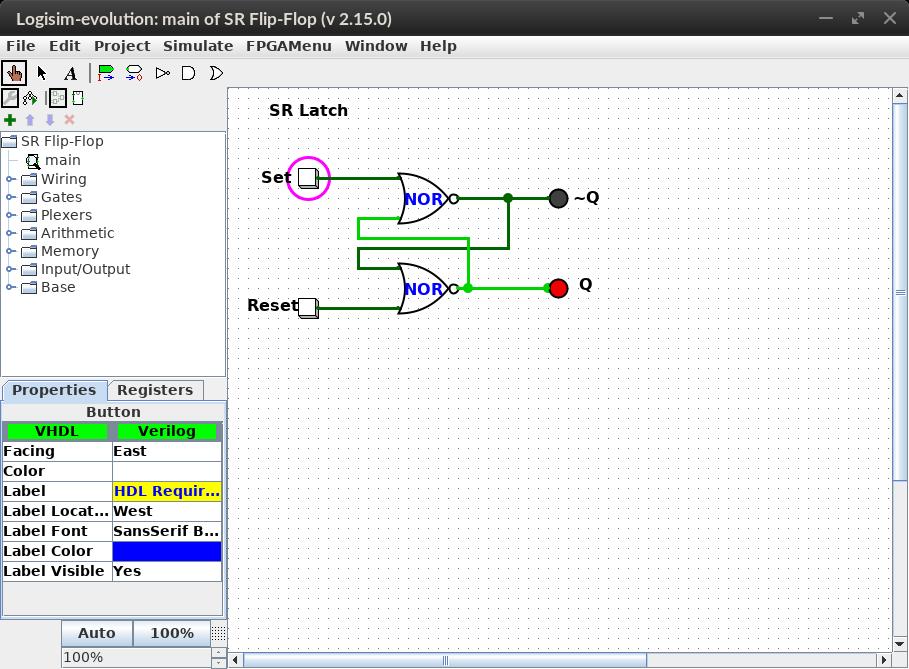 Logisim-evolution: main of SR Flip-Flop (v 2.15.0)
File Edit Project Simulate FPGAMenu Window Help
A
SR Flip-Flop
main
Wiring
Gates
Plexers
Arithmetic
Memory
Input/Output
Base
Properties Registers
Button
VHDL Verilog
Facing East
Color
Label HDL Requir...
Label Locat... West
Label Font SansSerif B...
Label Color
Label Visible Yes
Auto 100%
100%
SR Latch
Set
NOR
~Q
NOR
Q
Reset